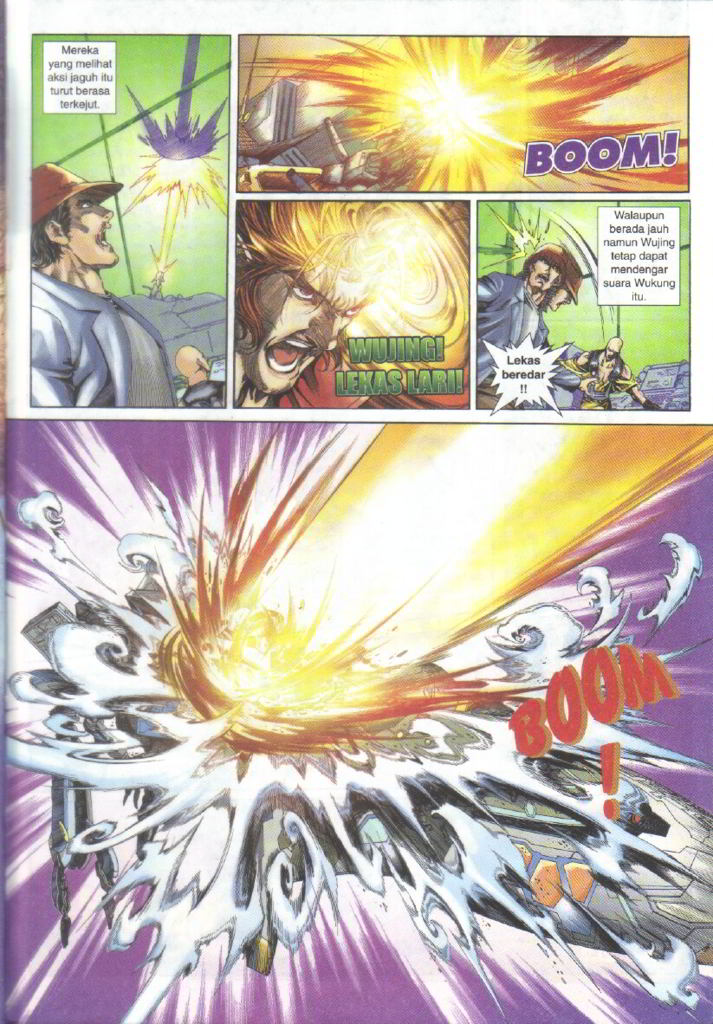 Mereka
yang melihat
aksi jaguh itu
turut berasa
terkejut.
BOOM!
WUJING!
LEKAS LARI!
Walaupun
berada jauh
namun Wujing
tetap dapat
mendengar
suara Wukung
itu.
Lekas
beredar
!!
BOOM
!